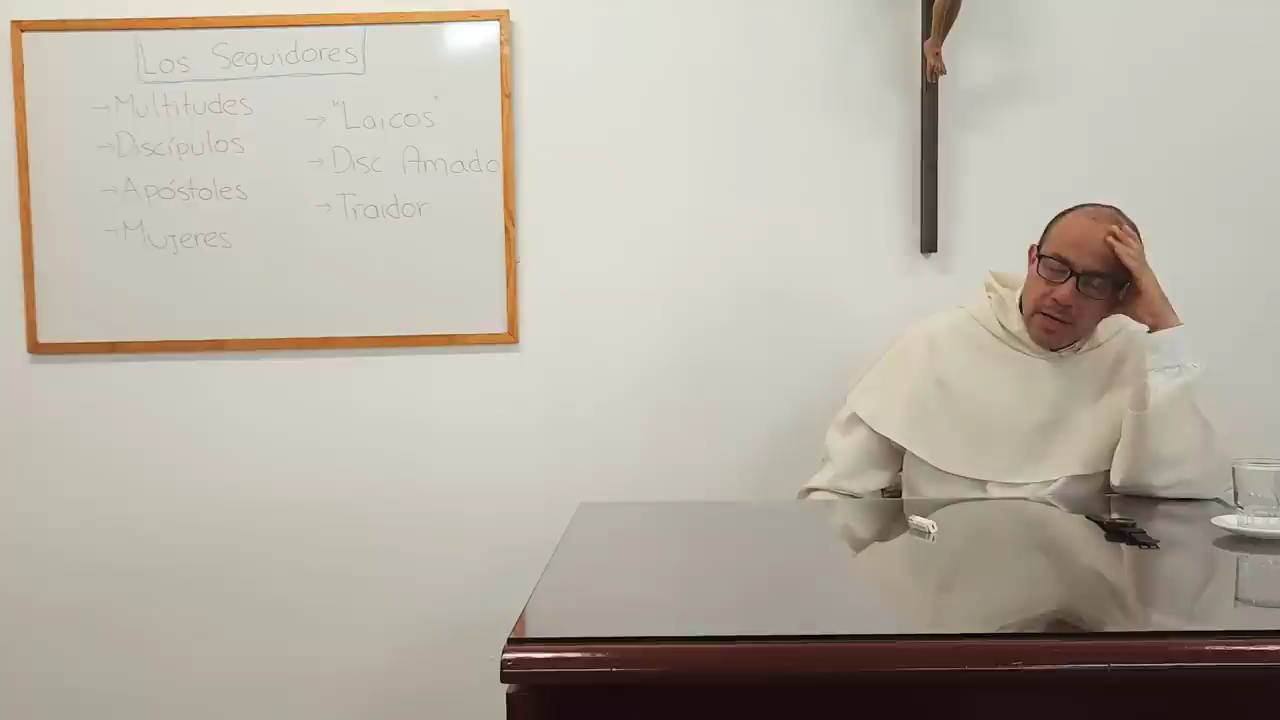 Los Seguidores
→Multitudes
→Discípulos
→Apóstoles
→Mujeres
→"Laicos"
→Disc Amado
→Traidor